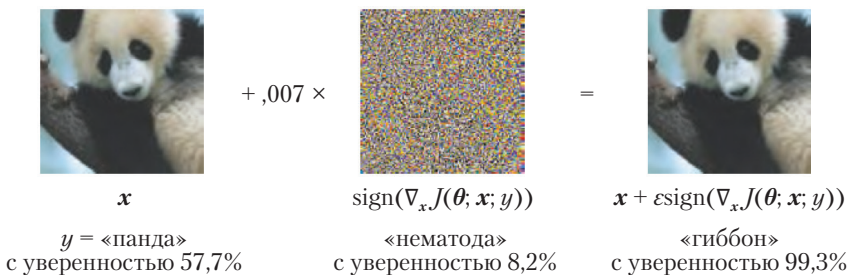 + ,007 ×
=
x
sign(∇ₓJ(θ; x; y))
x + εsign(∇ₓJ(θ; x; y))
y = «панда»
с уверенностью 57,7%
«нематода»
с уверенностью 8,2%
«гиббон»
с уверенностью 99,3%